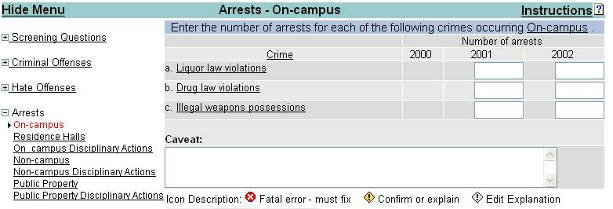 Hide Menu
Arrests - On-campus
Instructions ?
Enter the number of arrests for each of the following crimes occurring On-campus .
Screening Questions
Criminal Offenses
Hate Offenses
Arrests
On-campus
Residence Halls
On campus Disciplinary Actions
Non-campus
Non-campus Disciplinary Actions
Public Property
Public Property Disciplinary Actions
Number of arrests
Crime 2000 2001 2002
a. Liquor law violations
b. Drug law violations
c. Illegal weapons possessions
Caveat:
Icon Description: Fatal error - must fix Confirm or explain Edit Explanation